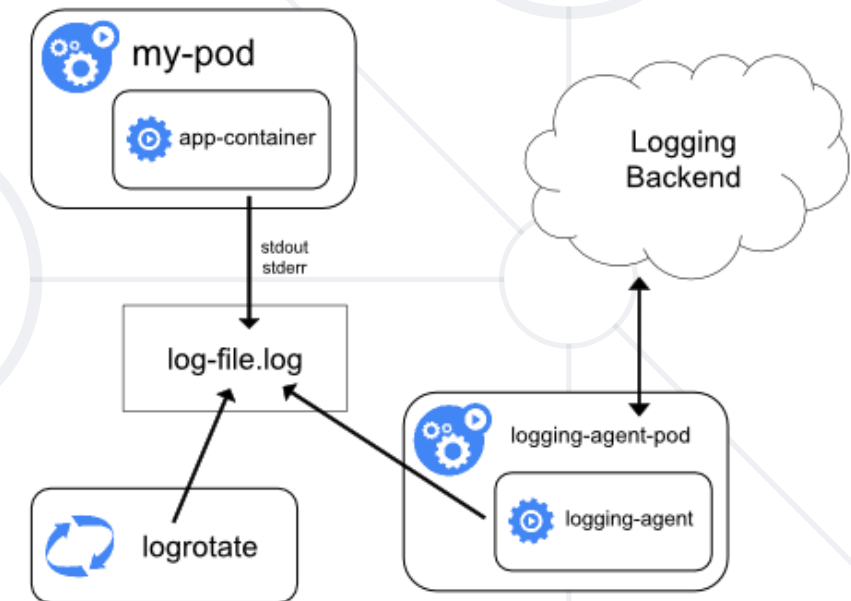 my-pod
app-container
stdout
stderr
log-file.log
logrotate
Logging
Backend
logging-agent-pod
logging-agent